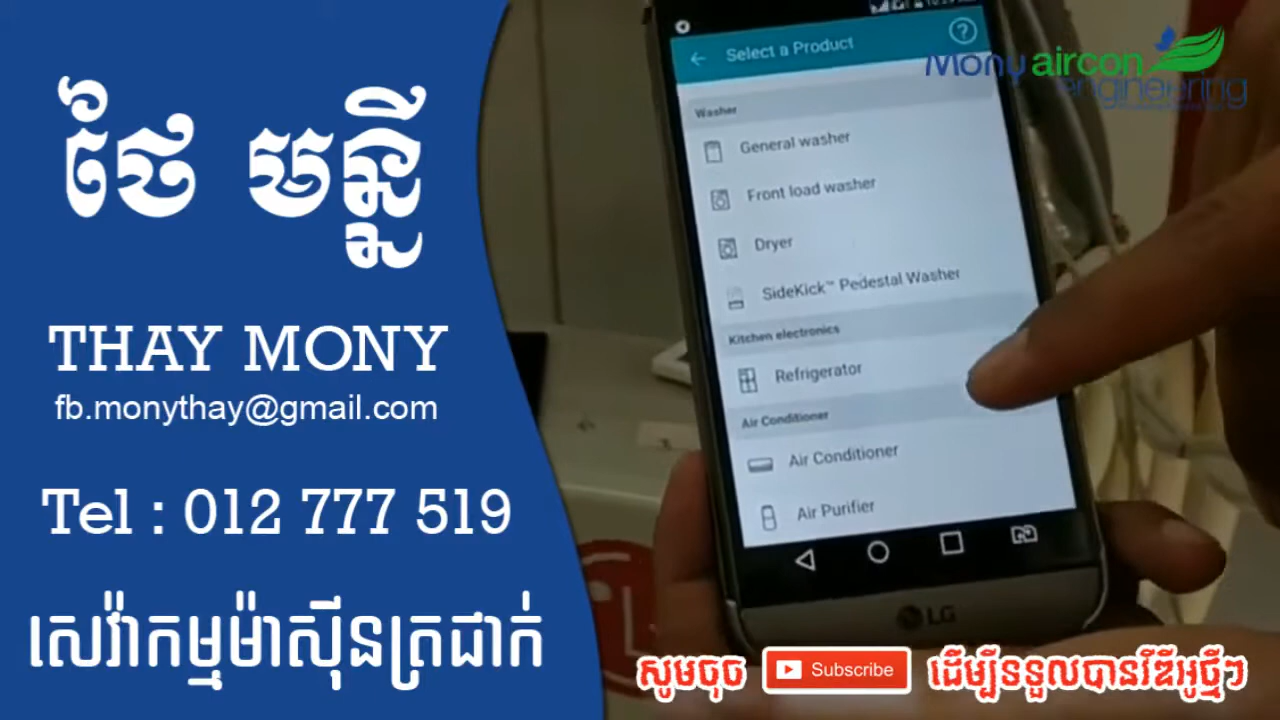 ថៃ មន្នី
THAY MONY
fb.monythay@gmail.com
Tel : 012 777 519
សេវ៉ាកម្មម៉ាស៊ីនត្រជាក់
Select a Product
?
Mony aircon
engineering
Washer
General washer
Front load washer
Dryer
SideKick™ Pedestal Washer
Kitchen electronics
Refrigerator
Air Conditioner
Air Conditioner
Air Purifier
LG
សូមចុច Subscribe ដើម្បីទទួលបានវីឌីអូថ្មីៗ